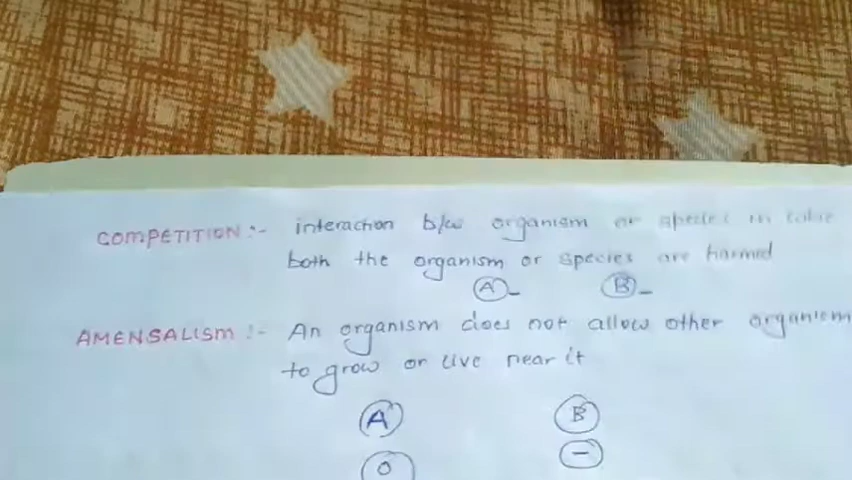 COMPETITION :- interaction b/w organism or species in
both the organism or species are harmed
A - B -
AMENSALISM :- An organism does not allow other organism
to grow or live near it
A B
0 -